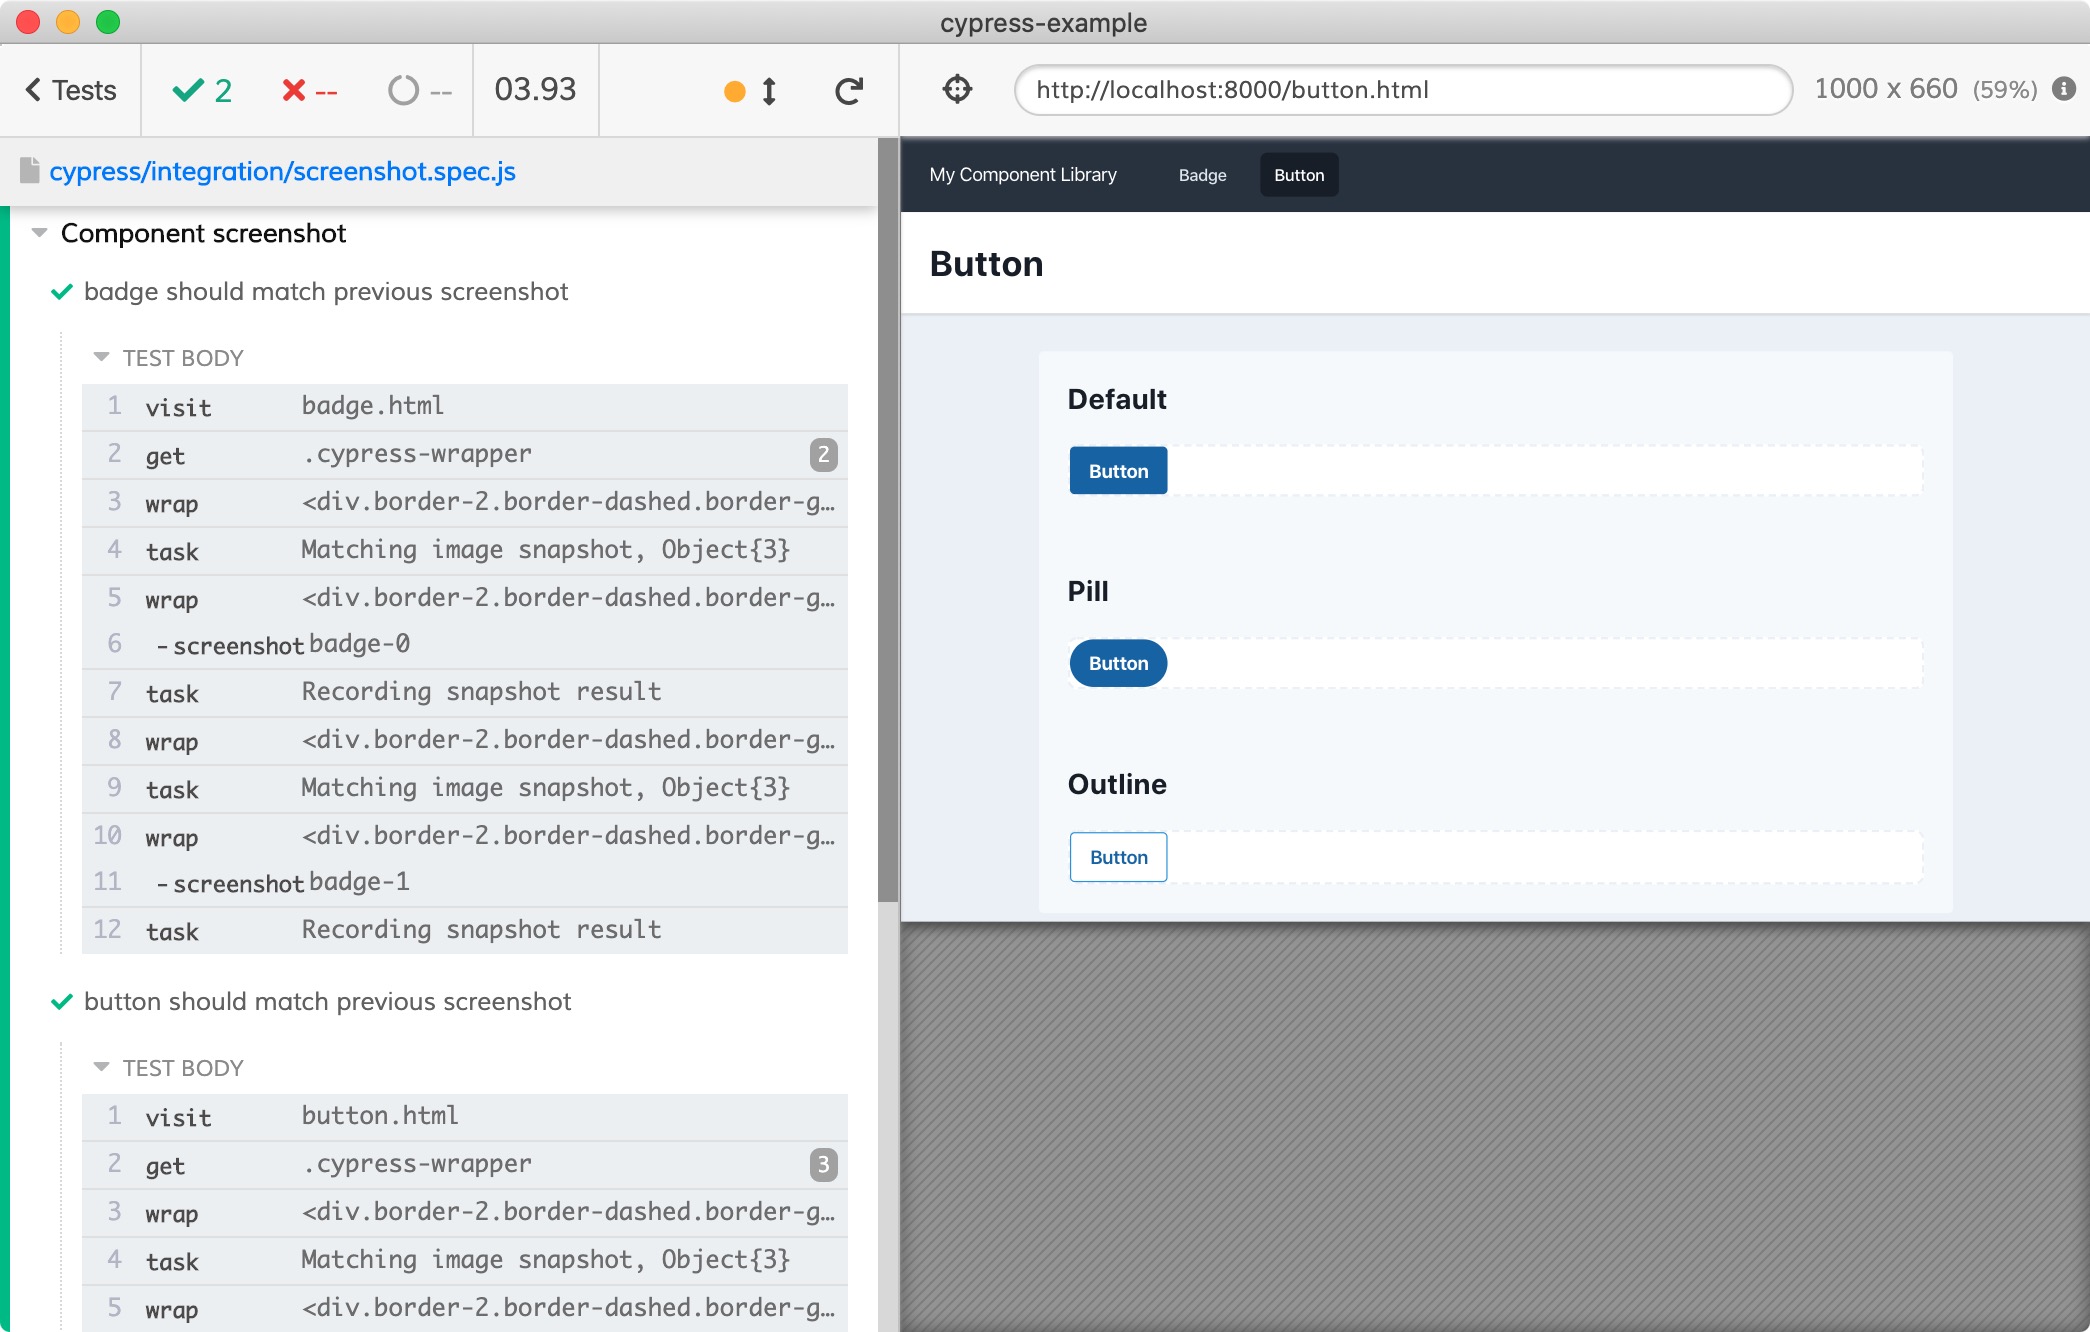 cypress-example
Tests 2 -- -- 03.93
http://localhost:8000/button.html 1000 x 660 (59%)
cypress/integration/screenshot.spec.js
Component screenshot
badge should match previous screenshot
TEST BODY
1 visit badge.html
2 get .cypress-wrapper 2
3 wrap <div.border-2.border-dashed.border-g…
4 task Matching image snapshot, Object{3}
5 wrap <div.border-2.border-dashed.border-g…
6 -screenshot badge-0
7 task Recording snapshot result
8 wrap <div.border-2.border-dashed.border-g…
9 task Matching image snapshot, Object{3}
10 wrap <div.border-2.border-dashed.border-g…
11 -screenshot badge-1
12 task Recording snapshot result
button should match previous screenshot
TEST BODY
1 visit button.html
2 get .cypress-wrapper 3
3 wrap <div.border-2.border-dashed.border-g…
4 task Matching image snapshot, Object{3}
5 wrap <div.border-2.border-dashed.border-g…
My Component Library Badge Button
Button
Default
Button
Pill
Button
Outline
Button